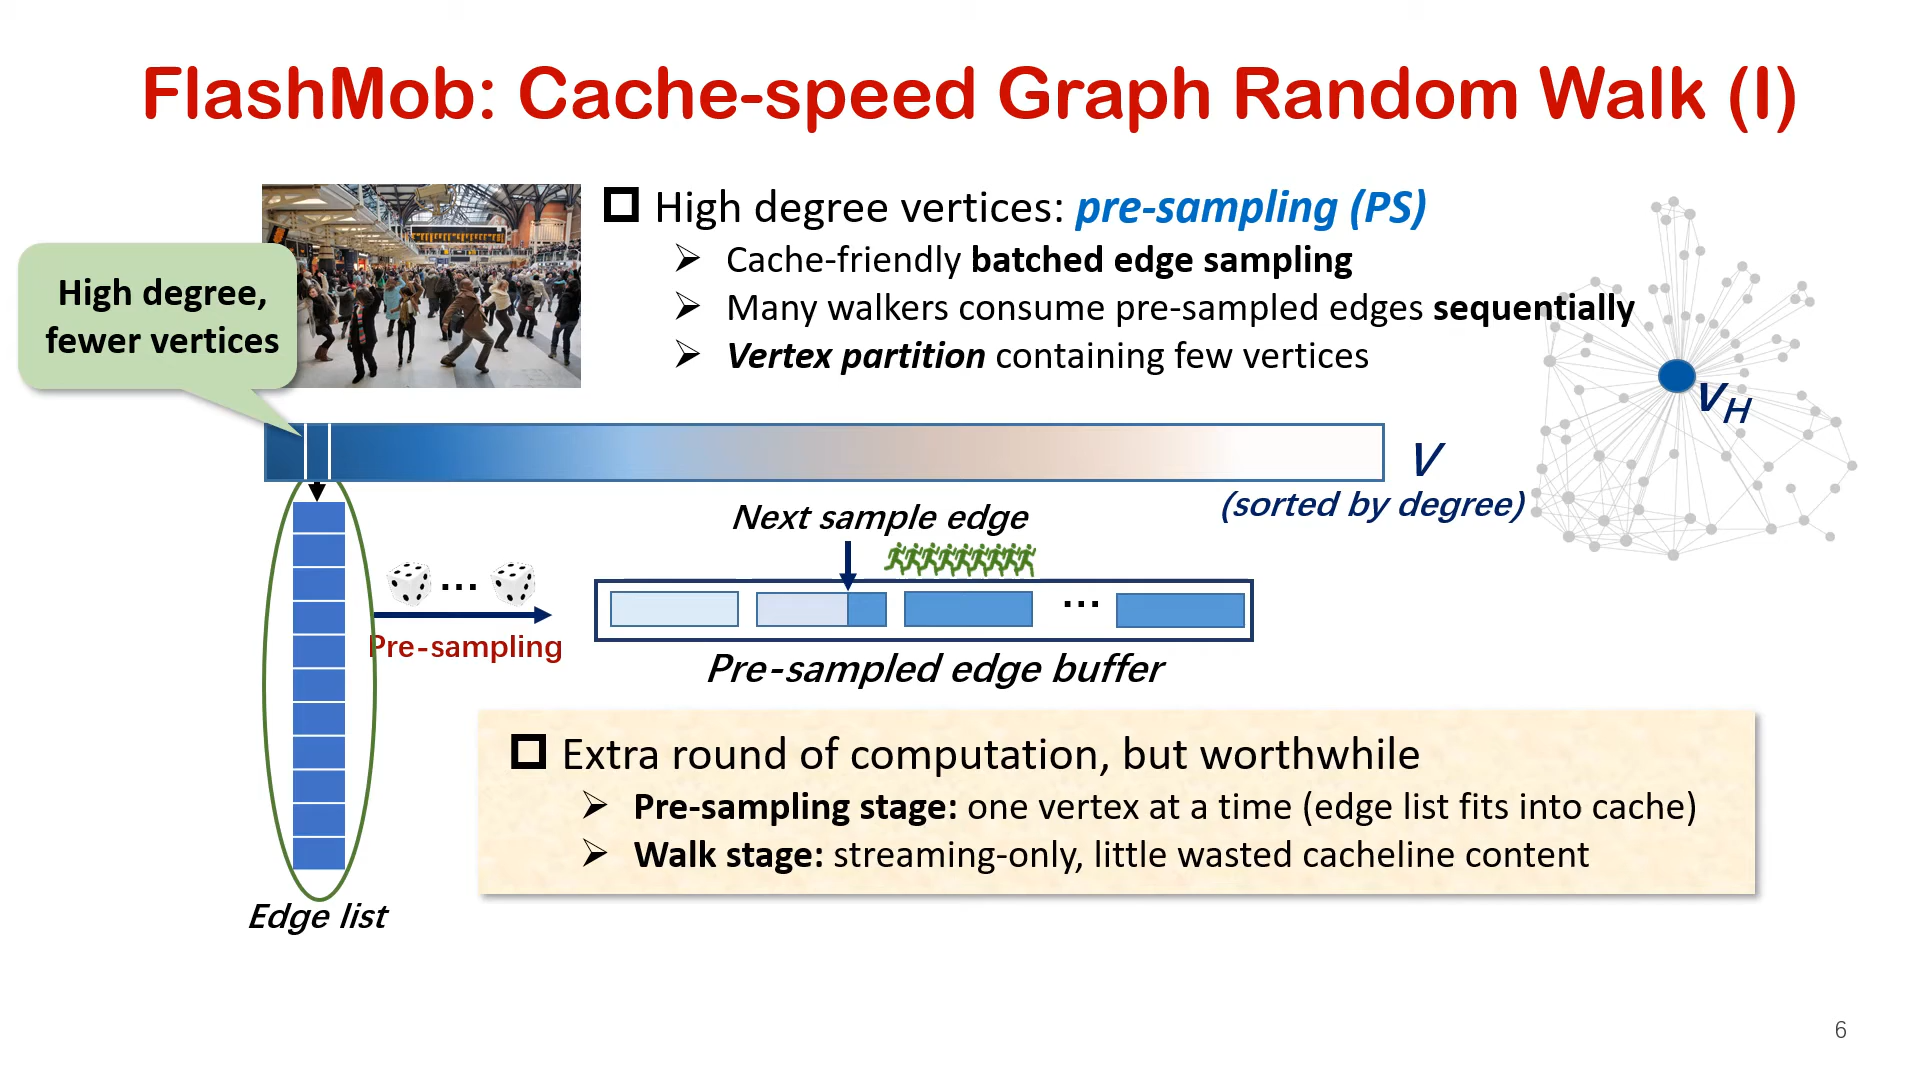 FlashMob: Cache-speed Graph Random Walk (I)
High degree vertices: pre-sampling (PS)
Cache-friendly batched edge sampling
Many walkers consume pre-sampled edges sequentially
Vertex partition containing few vertices
High degree,
fewer vertices
VH
V
(sorted by degree)
Next sample edge
...
...
Pre-sampling
Pre-sampled edge buffer
Extra round of computation, but worthwhile
Pre-sampling stage: one vertex at a time (edge list fits into cache)
Walk stage: streaming-only, little wasted cacheline content
Edge list
6